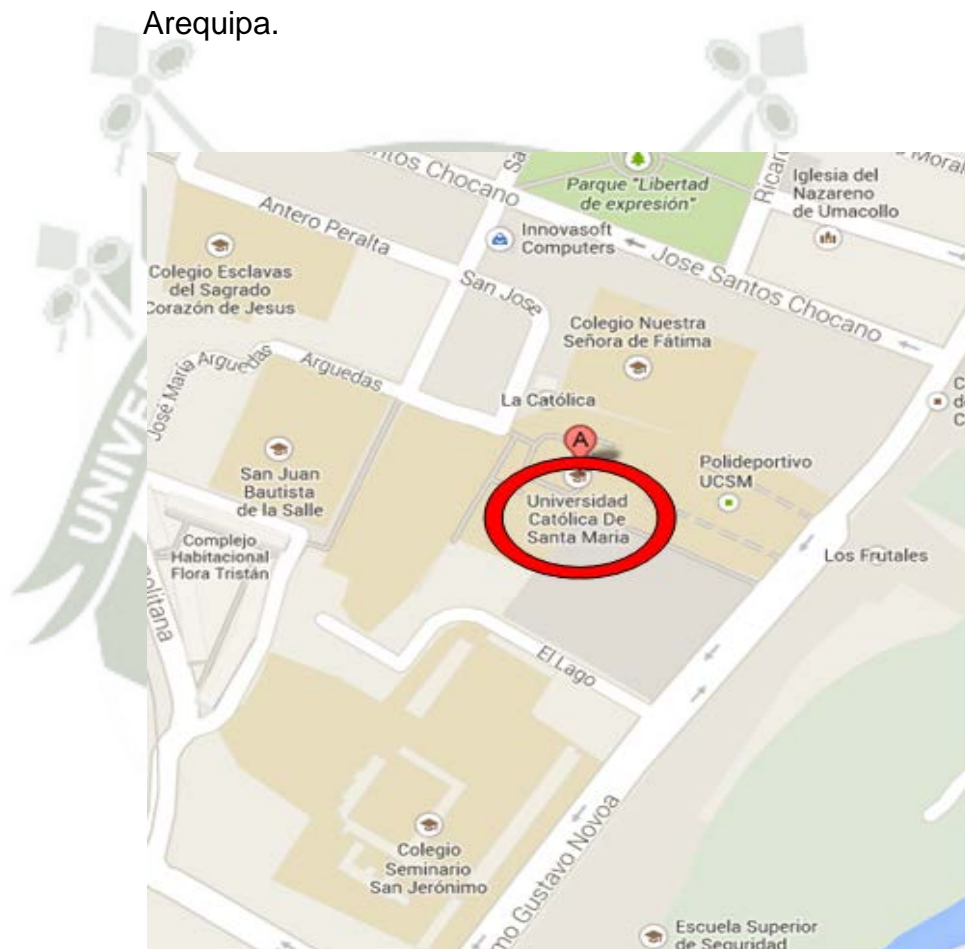 Arequipa.
Santos Chocano
Parque "Libertad
de expresión"
Iglesia del
Nazareno
de Umacollo
Antero Peralta
Innovasoft
Computers
Jose Santos Chocano
Colegio Esclavas
del Sagrado
Corazón de Jesus
San Jose
Colegio Nuestra
Señora de Fátima
José María Arguedas
Arguedas
La Católica
A
San Juan
Bautista
de la Salle
Polideportivo
UCSM
Universidad
Católica De
Santa Maria
Complejo
Habitacional
Flora Tristán
Los Frutales
El Lago
Colegio
Seminario
San Jerónimo
Gustavo Novoa
Escuela Superior
de Seguridad